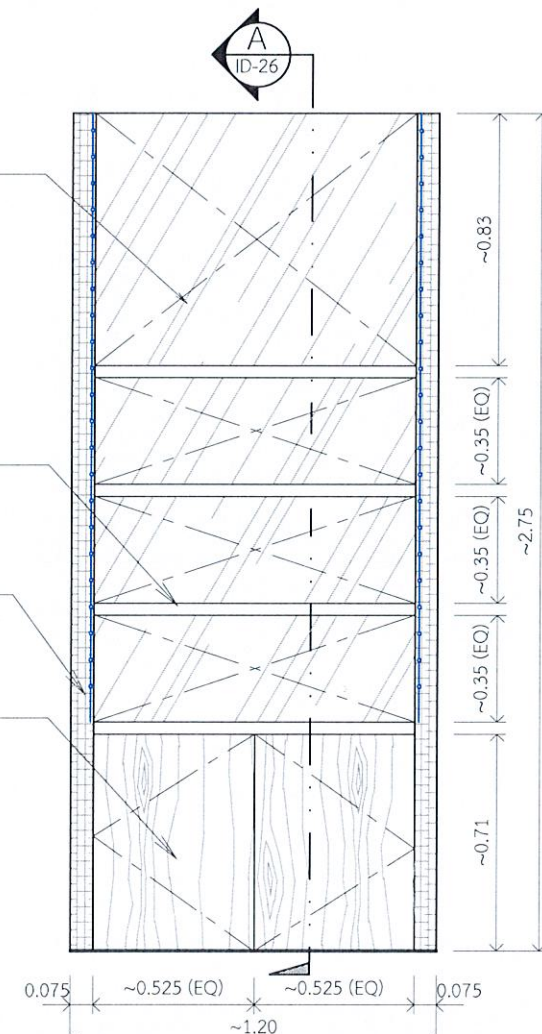 A
ID-26
~0.83
~0.35 (EQ)
~0.35 (EQ)
~0.35 (EQ)
~2.75
~0.71
0.075
~0.525 (EQ)
~0.525 (EQ)
0.075
~1.20